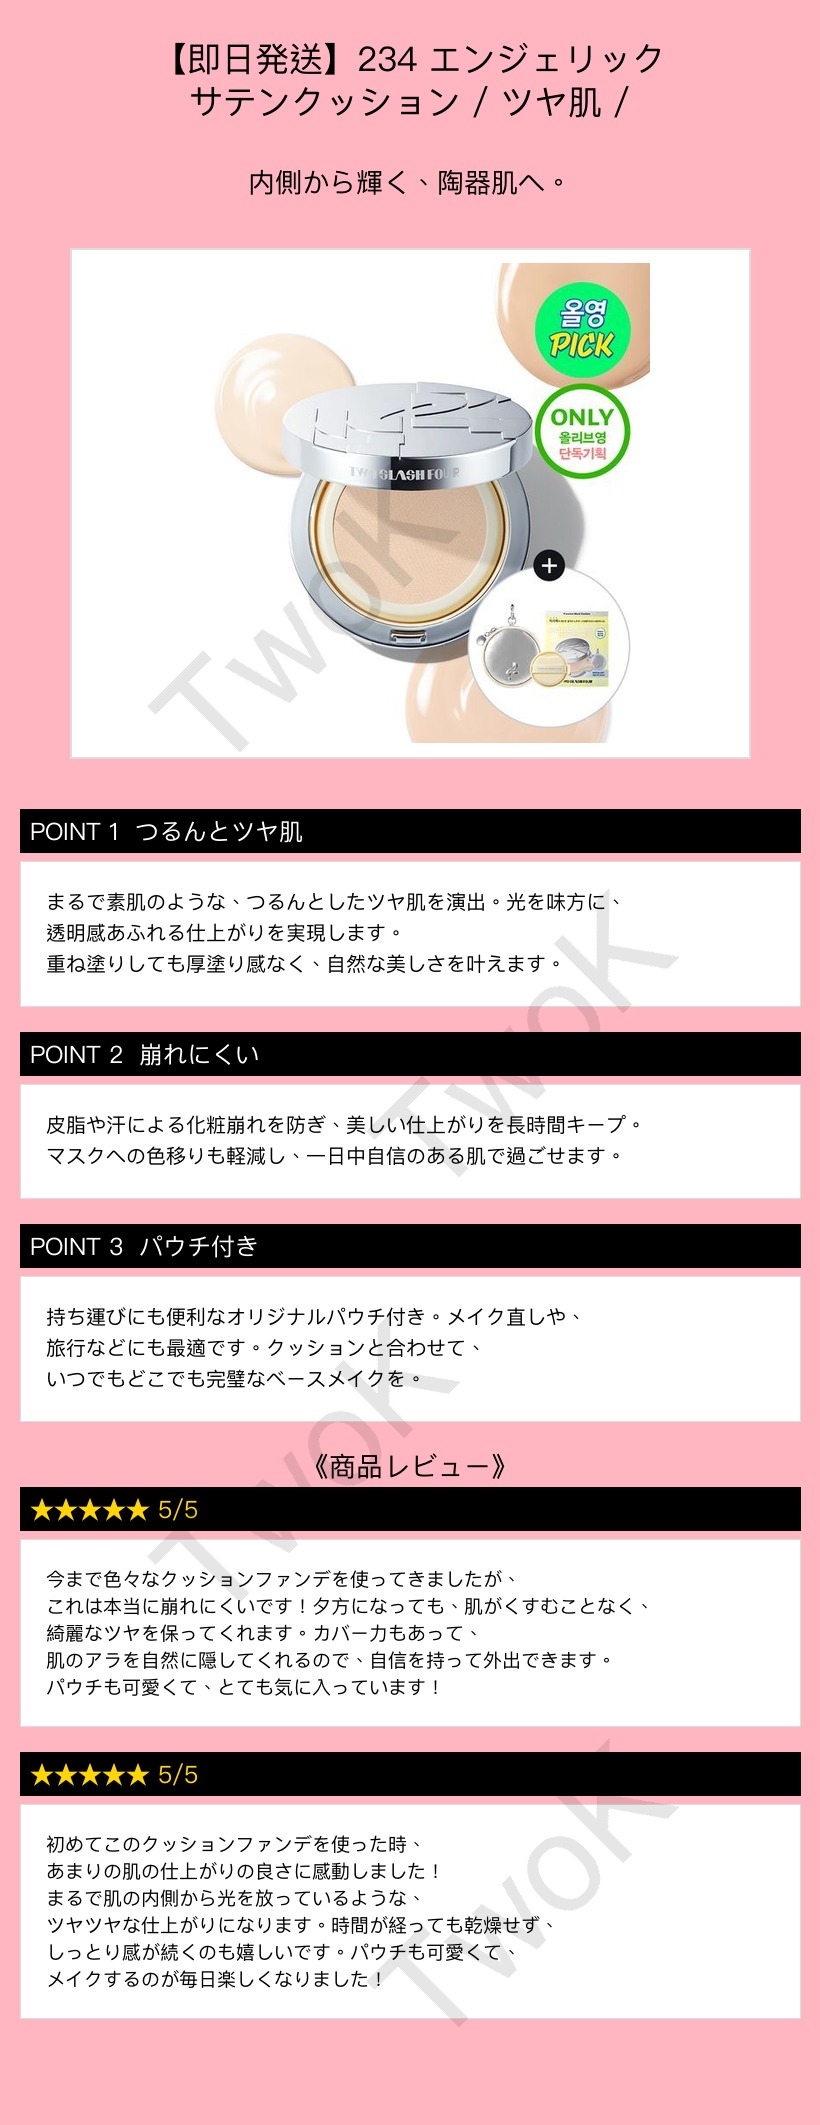 【即日発送】234 エンジェリック
サテンクッション / ツヤ肌 /
内側から輝く、陶器肌へ。
올영
PICK
ONLY
올리브영
단독기획
TWO SLASH FOUR
+
POINT 1 つるんとツヤ肌
まるで素肌のような、つるんとしたツヤ肌を演出。光を味方に、
透明感あふれる仕上がりを実現します。
重ね塗りしても厚塗り感なく、自然な美しさを叶えます。
POINT 2 崩れにくい
皮脂や汗による化粧崩れを防ぎ、美しい仕上がりを長時間キープ。
マスクへの色移りも軽減し、一日中自信のある肌で過ごせます。
POINT 3 パウチ付き
持ち運びにも便利なオリジナルパウチ付き。メイク直しや、
旅行などにも最適です。クッションと合わせて、
いつでもどこでも完璧なベースメイクを。
《商品レビュー》
★★★★★ 5/5
今まで色々なクッションファンデを使ってきましたが、
これは本当に崩れにくいです！夕方になっても、肌がくすむことなく、
綺麗なツヤを保ってくれます。カバー力もあって、
肌のアラを自然に隠してくれるので、自信を持って外出できます。
パウチも可愛くて、とても気に入っています！
★★★★★ 5/5
初めてこのクッションファンデを使った時、
あまりの肌の仕上がりの良さに感動しました！
まるで肌の内側から光を放っているような、
ツヤツヤな仕上がりになります。時間が経っても乾燥せず、
しっとり感が続くのも嬉しいです。パウチも可愛くて、
メイクするのが毎日楽しくなりました！
TwoK
TwoK
TwoK
TwoK